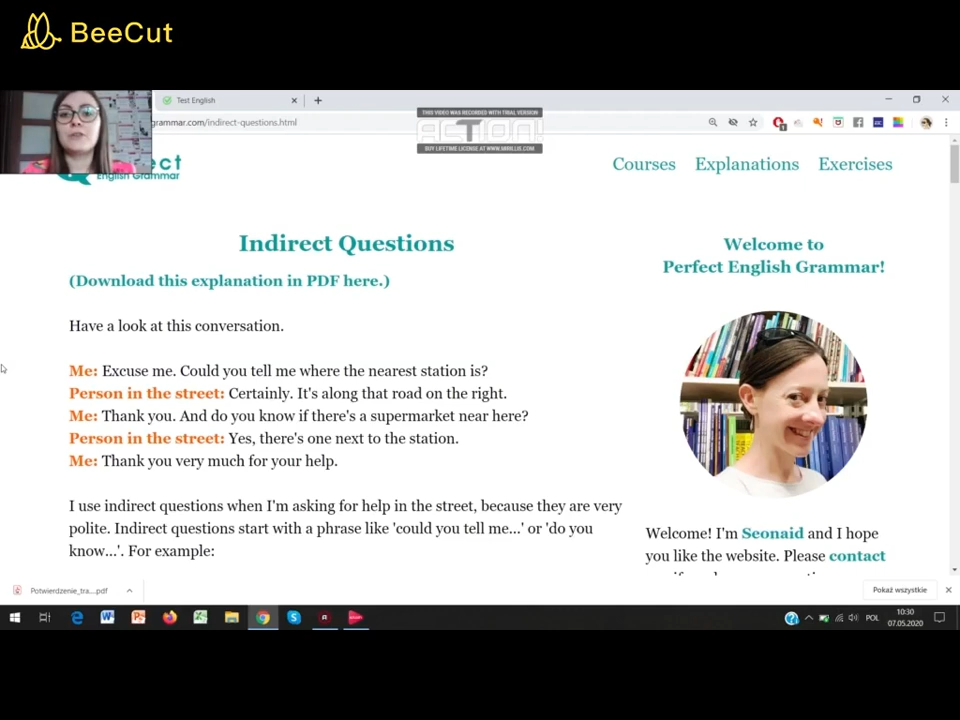 BeeCut
Test English
grammar.com/indirect-questions.html
THIS VIDEO WAS RECORDED WITH TRIAL VERSION
ACTION!
BUY LIFETIME LICENSE AT WWW.MIRILLIS.COM
ect
English Grammar
Courses Explanations Exercises
Indirect Questions
(Download this explanation in PDF here.)
Have a look at this conversation.
Me: Excuse me. Could you tell me where the nearest station is?
Person in the street: Certainly. It's along that road on the right.
Me: Thank you. And do you know if there's a supermarket near here?
Person in the street: Yes, there's one next to the station.
Me: Thank you very much for your help.
I use indirect questions when I'm asking for help in the street, because they are very
polite. Indirect questions start with a phrase like 'could you tell me...' or 'do you
know...'. For example:
Welcome to
Perfect English Grammar!
Welcome! I'm Seonaid and I hope
you like the website. Please contact
Potwierdzenie_tra....pdf
Pokaż wszystkie
POL
10:30
07.05.2020